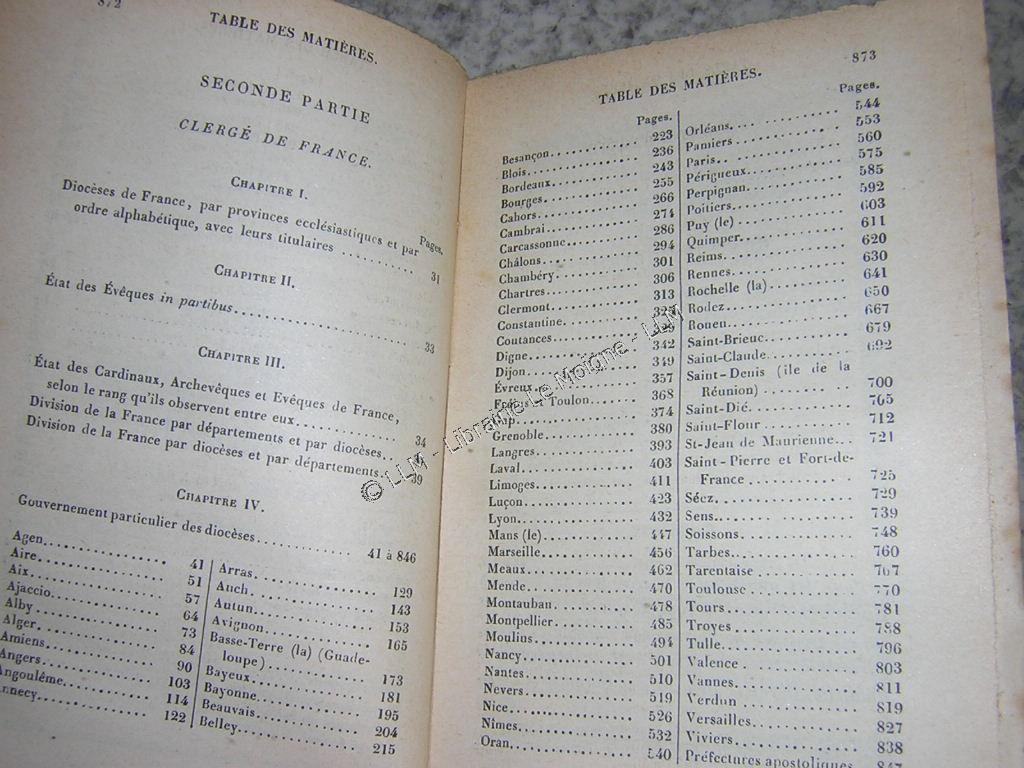 872
TABLE DES MATIÈRES.
SECONDE PARTIE
CLERGÉ DE FRANCE.
CHAPITRE I.
Pages.
Diocèses de France, par provinces ecclésiastiques et par
ordre alphabétique, avec leurs titulaires ........... 31
CHAPITRE II.
État des Évêques in partibus........................ 33
CHAPITRE III.
État des Cardinaux, Archevêques et Evêques de France,
selon le rang qu'ils observent entre eux.............. 34
Division de la France par départements et par diocèses..
Division de la France par diocèses et par départements. 39
CHAPITRE IV.
Gouvernement particulier des diocèses............. 41 à 846
Agen.................. 41
Aire.................. 51
Aix................... 57
Ajaccio............... 64
Alby.................. 73
Alger................. 84
Amiens................ 90
Angers................ 103
Angoulême............. 114
Annecy................ 122
Arras................. 129
Auch.................. 143
Autun................. 153
Avignon............... 165
Basse-Terre (la) (Guade-
loupe)................ 173
Bayeux................ 181
Bayonne............... 195
Beauvais.............. 204
Belley................ 215
873
TABLE DES MATIÈRES.
Pages.
Besançon.............. 223
Blois................. 236
Bordeaux.............. 243
Bourges............... 255
Cahors................ 266
Cambrai............... 274
Carcassonne........... 286
Châlons............... 294
Chambéry.............. 301
Chartres.............. 306
Clermont.............. 313
Constantine........... 325
Coutances............. 329
Digne................. 342
Dijon................. 349
Évreux................ 357
Fréjus et Toulon...... 368
Gap................... 374
Grenoble.............. 380
Langres............... 393
Laval................. 403
Limoges............... 411
Luçon................. 423
Lyon.................. 432
Mans (le)............. 447
Marseille............. 456
Meaux................. 462
Mende................. 470
Montauban............. 478
Montpellier........... 485
Moulins............... 494
Nancy................. 501
Nantes................ 510
Nevers................ 519
Nice.................. 526
Nîmes................. 532
Oran.................. 540
Pages.
Orléans............... 544
Pamiers............... 553
Paris................. 560
Périgueux............. 575
Perpignan............. 585
Poitiers.............. 592
Puy (le).............. 603
Quimper............... 611
Reims................. 620
Rennes................ 630
Rochelle (la)......... 641
Rodez................. 650
Rouen................. 667
Saint-Brieuc.......... 679
Saint-Claude.......... 692
Saint-Denis (île de la
Réunion).............. 700
Saint-Dié............. 705
Saint-Flour........... 712
St-Jean de Maurienne... 721
Saint-Pierre et Fort-de-
France................ 725
Séez.................. 729
Sens.................. 739
Soissons.............. 748
Tarbes................ 760
Tarentaise............ 767
Toulouse.............. 770
Tours................. 781
Troyes................ 788
Tulle................. 796
Valence............... 803
Vannes................ 811
Verdun................ 819
Versailles............ 827
Viviers............... 838
Préfectures apostoliques 847
© LLM - Librairie Le Moigne - LLM